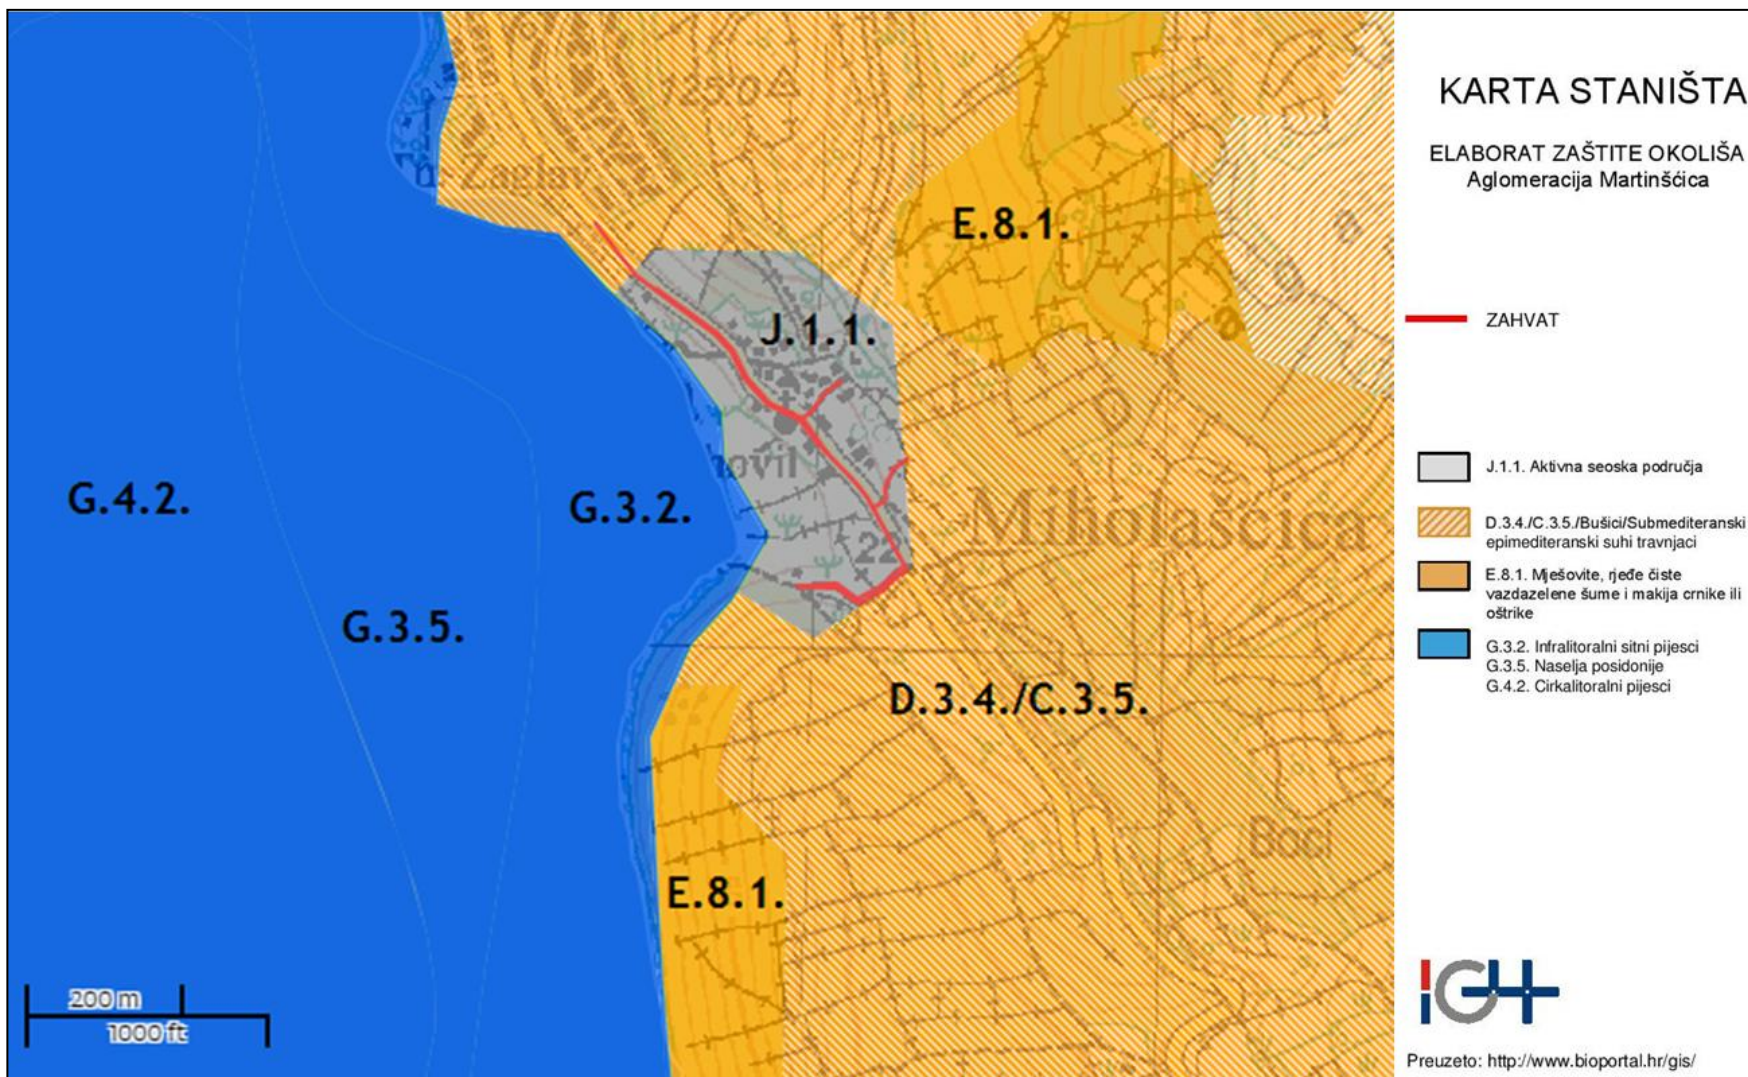 KARTA STANIŠTA
ELABORAT ZAŠTITE OKOLIŠA
Aglomeracija Martinšćica
ZAHVAT
J.1.1. Aktivna seoska područja
D.3.4./C.3.5./Bušici/Submediteranski
epimediteranski suhi travnjaci
E.8.1. Mješovite, rjeđe čiste
vazdazelene šume i makija crnike ili
oštrike
G.3.2. Infralitoralni sitni pijesci
G.3.5. Naselja posidonije
G.4.2. Cirkalitoralni pijesci
IGH
Preuzeto: http://www.bioportal.hr/gis/
125.0
Zaglav
E.8.1.
J.1.1.
novil
G.4.2.
G.3.2.
Miholašćica
22
G.3.5.
D.3.4./C.3.5.
Boci
E.8.1.
200 m
1000 ft